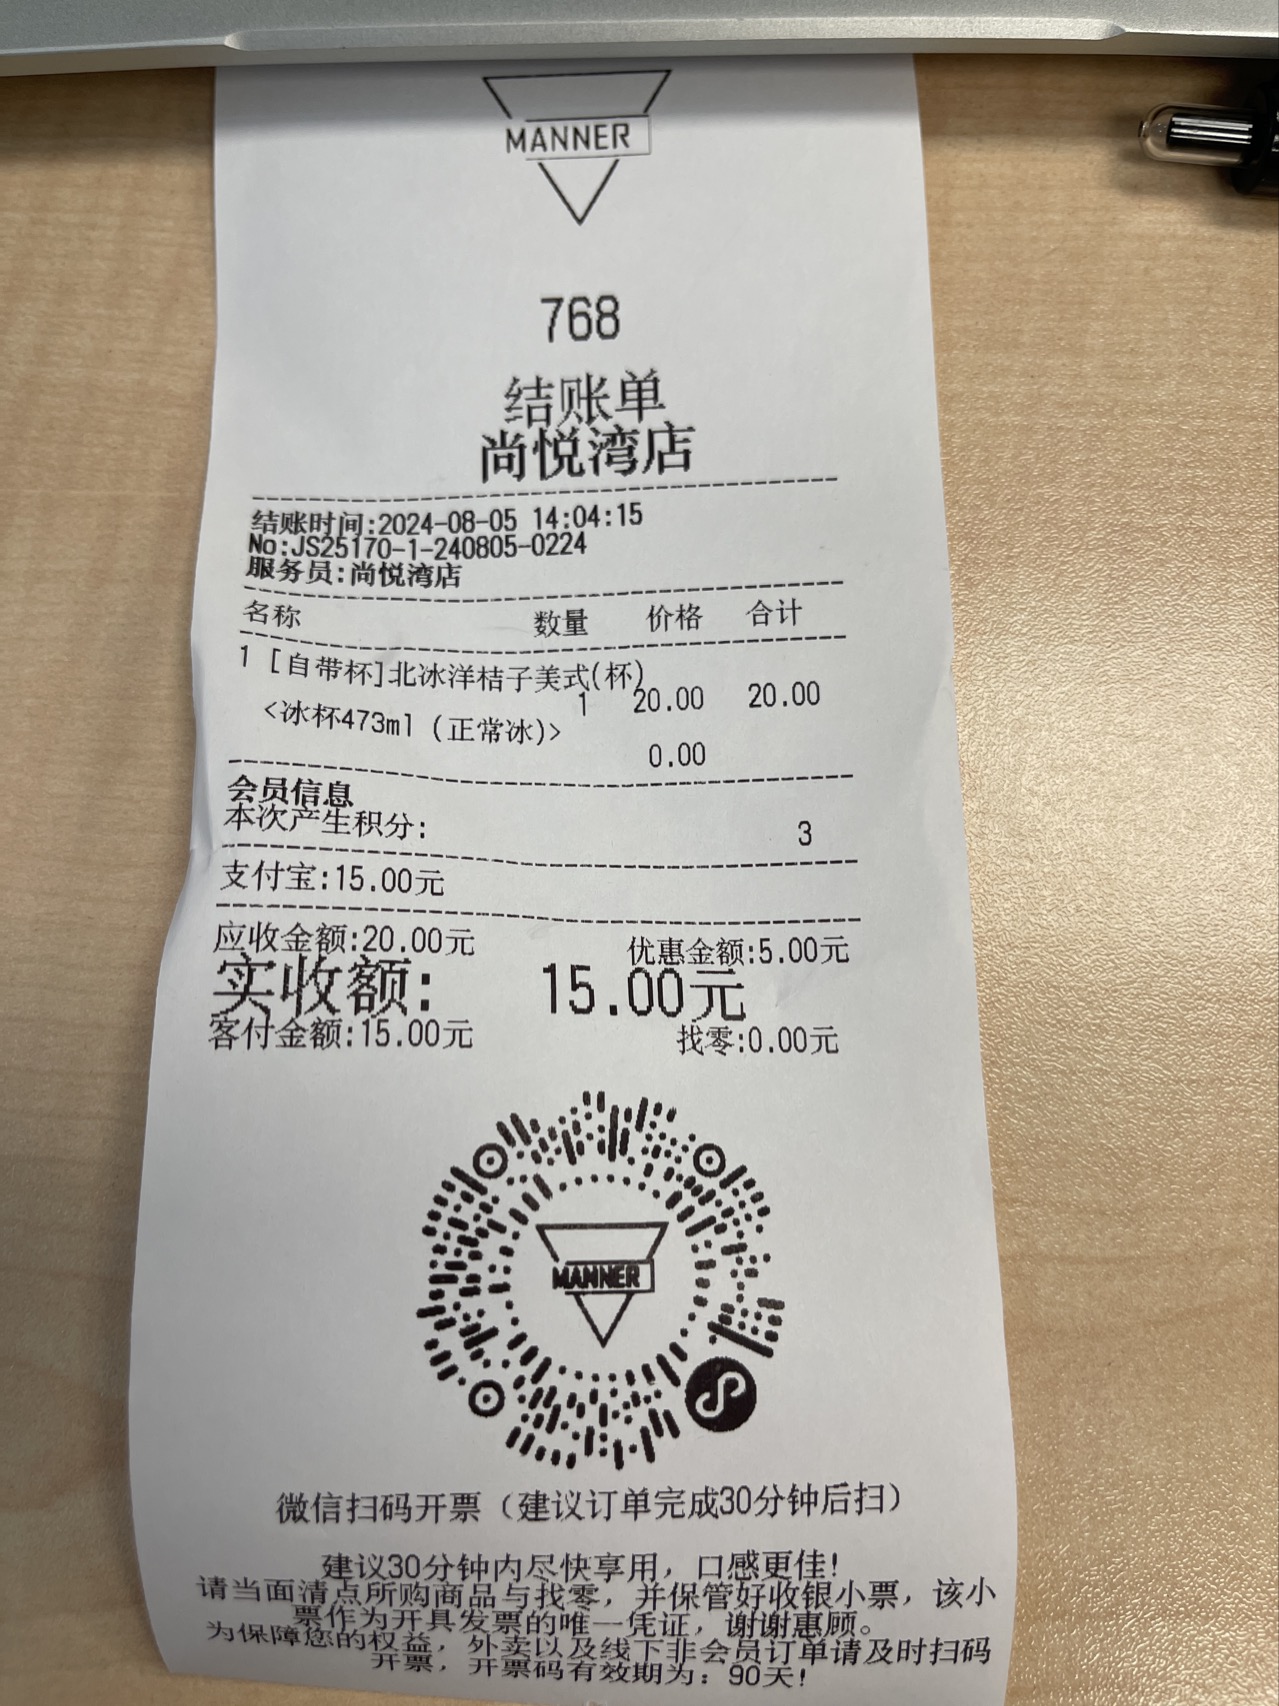 MANNER
768
结账单
尚悦湾店
结账时间:2024-08-05 14:04:15
No:JS25170-1-240805-0224
服务员:尚悦湾店
名称 数量 价格 合计
1 [自带杯]北冰洋桔子美式(杯)
1 20.00 20.00
<冰杯473ml (正常冰)>
0.00
会员信息
本次产生积分: 3
支付宝:15.00元
应收金额:20.00元 优惠金额:5.00元
实收额: 15.00元
客付金额:15.00元 找零:0.00元
MANNER
微信扫码开票（建议订单完成30分钟后扫）
建议30分钟内尽快享用，口感更佳!
请当面清点所购商品与找零，并保管好收银小票，该小
票作为开具发票的唯一凭证，谢谢惠顾。
为保障您的权益，外卖以及线下非会员订单请及时扫码
开票，开票码有效期为：90天!